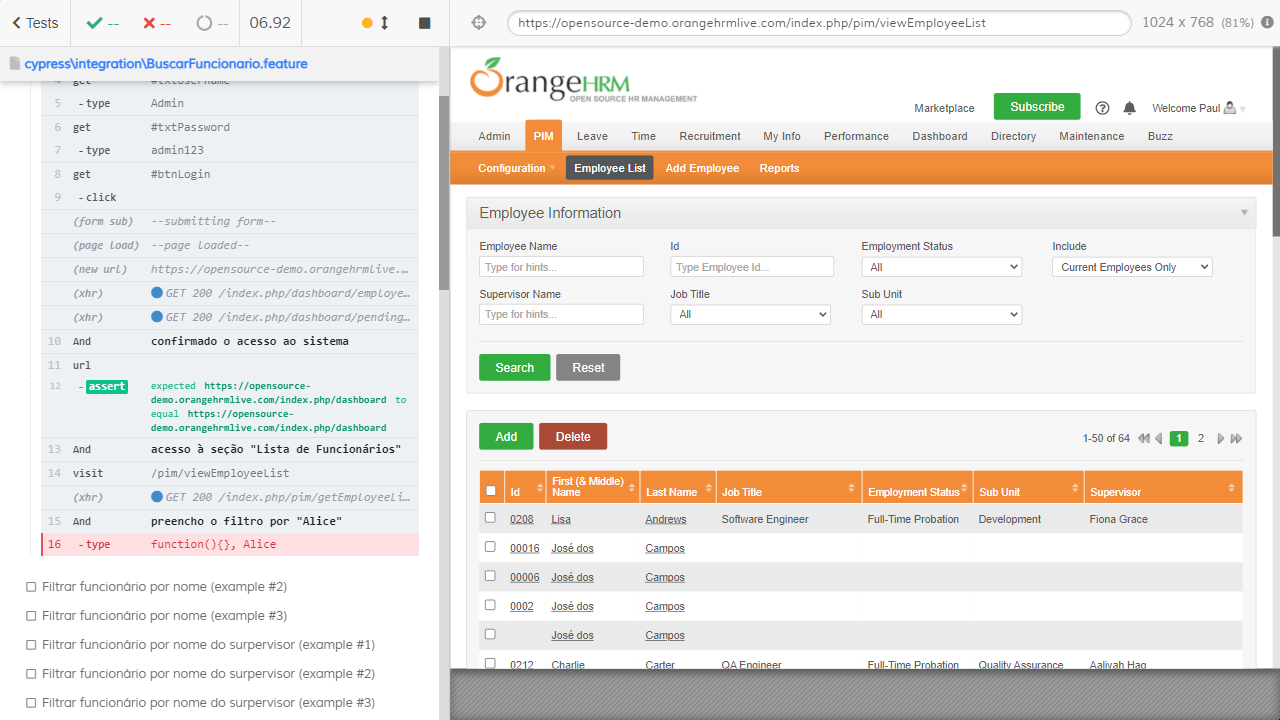 Tests
--
--
--
06.92
https://opensource-demo.orangehrmlive.com/index.php/pim/viewEmployeeList
1024 x 768 (81%)
cypress\integration\BuscarFuncionario.feature
4 get #txtUsername
5 -type Admin
6 get #txtPassword
7 -type admin123
8 get #btnLogin
9 -click
(form sub) --submitting form--
(page load) --page loaded--
(new url) https://opensource-demo.orangehrmlive.…
(xhr) GET 200 /index.php/dashboard/employe…
(xhr) GET 200 /index.php/dashboard/pending…
10 And confirmado o acesso ao sistema
11 url
12 -assert expected https://opensource-
demo.orangehrmlive.com/index.php/dashboard to
equal https://opensource-
demo.orangehrmlive.com/index.php/dashboard
13 And acesso à seção "Lista de Funcionários"
14 visit /pim/viewEmployeeList
(xhr) GET 200 /index.php/pim/getEmployeeLi…
15 And preencho o filtro por "Alice"
16 -type function(){}, Alice
Filtrar funcionário por nome (example #2)
Filtrar funcionário por nome (example #3)
Filtrar funcionário por nome do surpervisor (example #1)
Filtrar funcionário por nome do surpervisor (example #2)
Filtrar funcionário por nome do surpervisor (example #3)
OrangeHRM
OPEN SOURCE HR MANAGEMENT
Marketplace Subscribe Welcome Paul
Admin PIM Leave Time Recruitment My Info Performance Dashboard Directory Maintenance Buzz
Configuration Employee List Add Employee Reports
Employee Information
Employee Name Id Employment Status Include
Type for hints... Type Employee Id... All Current Employees Only
Supervisor Name Job Title Sub Unit
Type for hints... All All
Search Reset
Add Delete 1-50 of 64 1 2
Id First (& Middle) Name Last Name Job Title Employment Status Sub Unit Supervisor
0208 Lisa Andrews Software Engineer Full-Time Probation Development Fiona Grace
00016 José dos Campos
00006 José dos Campos
0002 José dos Campos
José dos Campos
0212 Charlie Carter QA Engineer Full-Time Probation Quality Assurance Aaliyah Haq